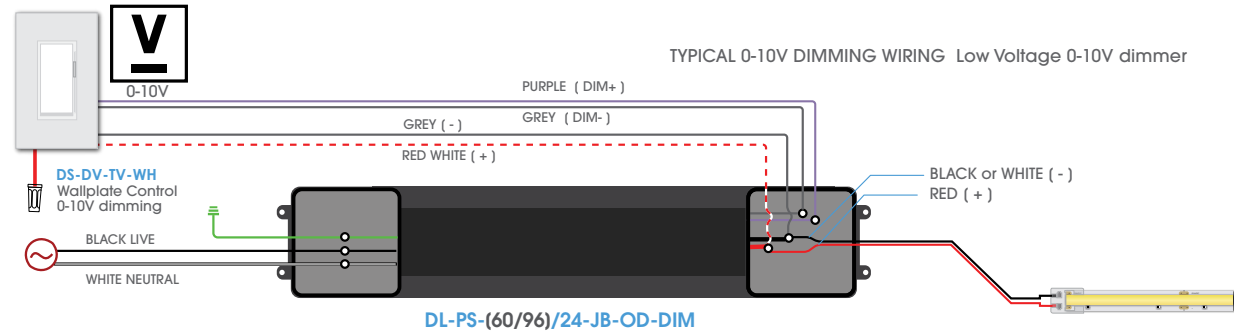 V
0-10V
TYPICAL 0-10V DIMMING WIRING Low Voltage 0-10V dimmer
PURPLE ( DIM+ )
GREY ( DIM- )
GREY ( - )
RED WHITE ( + )
DS-DV-TV-WH
Wallplate Control
0-10V dimming
BLACK or WHITE ( - )
RED ( + )
BLACK LIVE
WHITE NEUTRAL
DL-PS-(60/96)/24-JB-OD-DIM